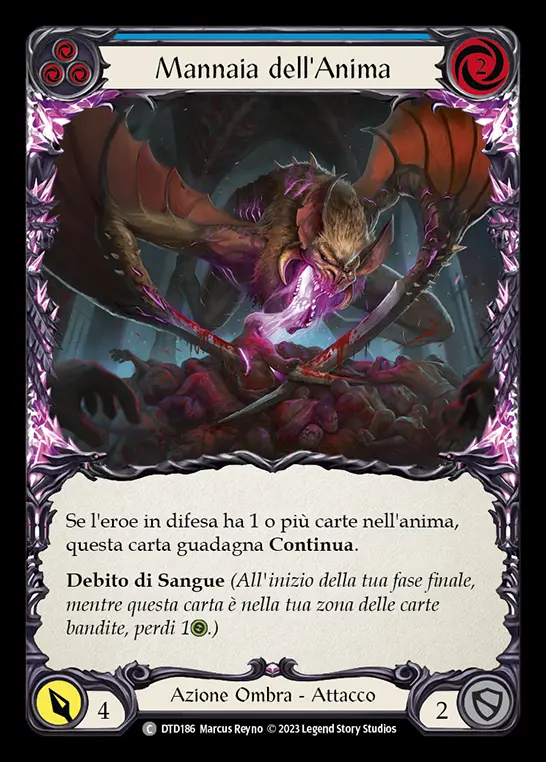 2
Mannaia dell'Anima
Se l'eroe in difesa ha 1 o più carte nell'anima,
questa carta guadagna Continua.
Debito di Sangue (All'inizio della tua fase finale,
mentre questa carta è nella tua zona delle carte
bandite, perdi 1.)
4
Azione Ombra - Attacco
2
C DTD186 Marcus Reyno © 2023 Legend Story Studios